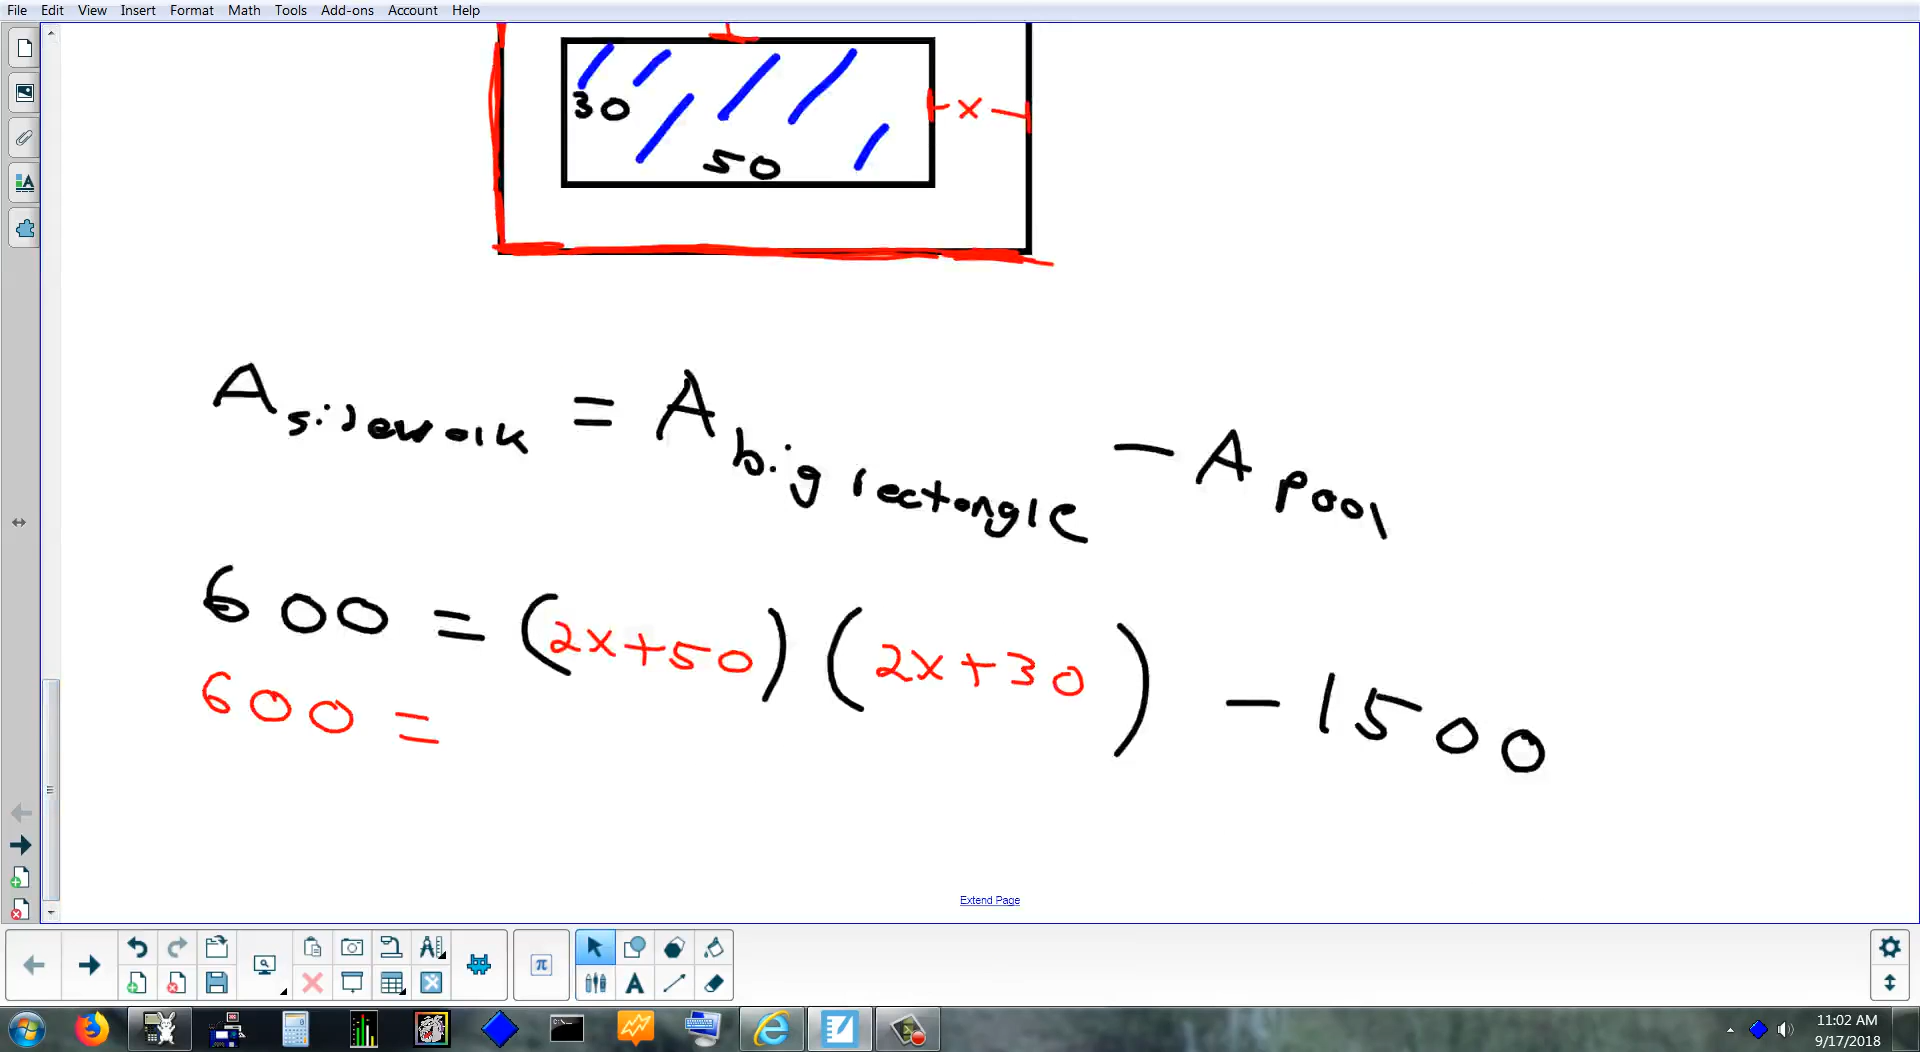 File Edit View Insert Format Math Tools Add-ons Account Help
30
x
50
A sidewalk = A big rectangle - A pool
600 = (2x+50)(2x+30) - 1500
600 =
Extend Page
π
A
11:02 AM
9/17/2018